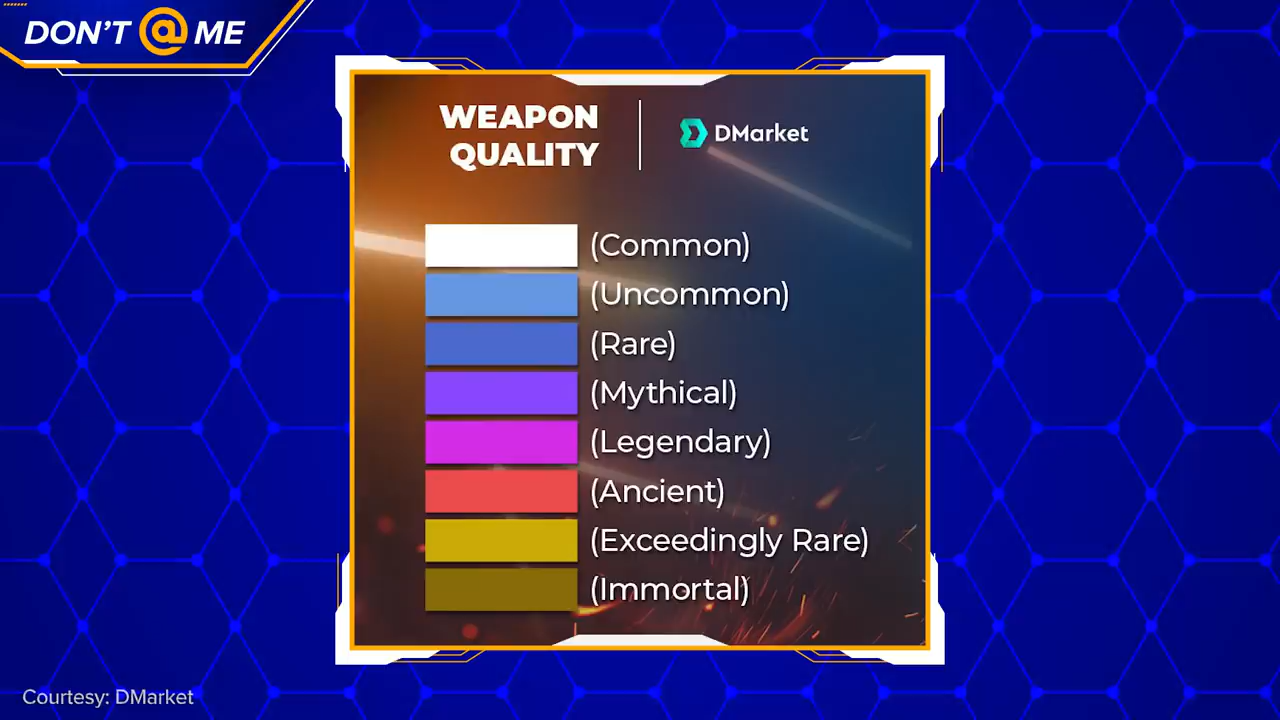 DON'T @ ME
WEAPON
QUALITY
DMarket
(Common)
(Uncommon)
(Rare)
(Mythical)
(Legendary)
(Ancient)
(Exceedingly Rare)
(Immortal)
Courtesy: DMarket